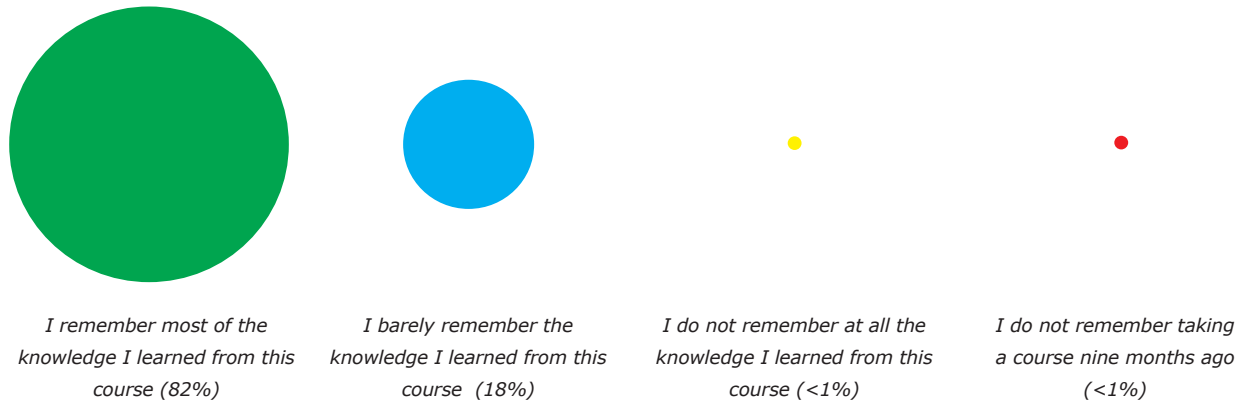 I remember most of the
knowledge I learned from this
course (82%)
I barely remember the
knowledge I learned from this
course (18%)
I do not remember at all the
knowledge I learned from this
course (<1%)
I do not remember taking
a course nine months ago
(<1%)